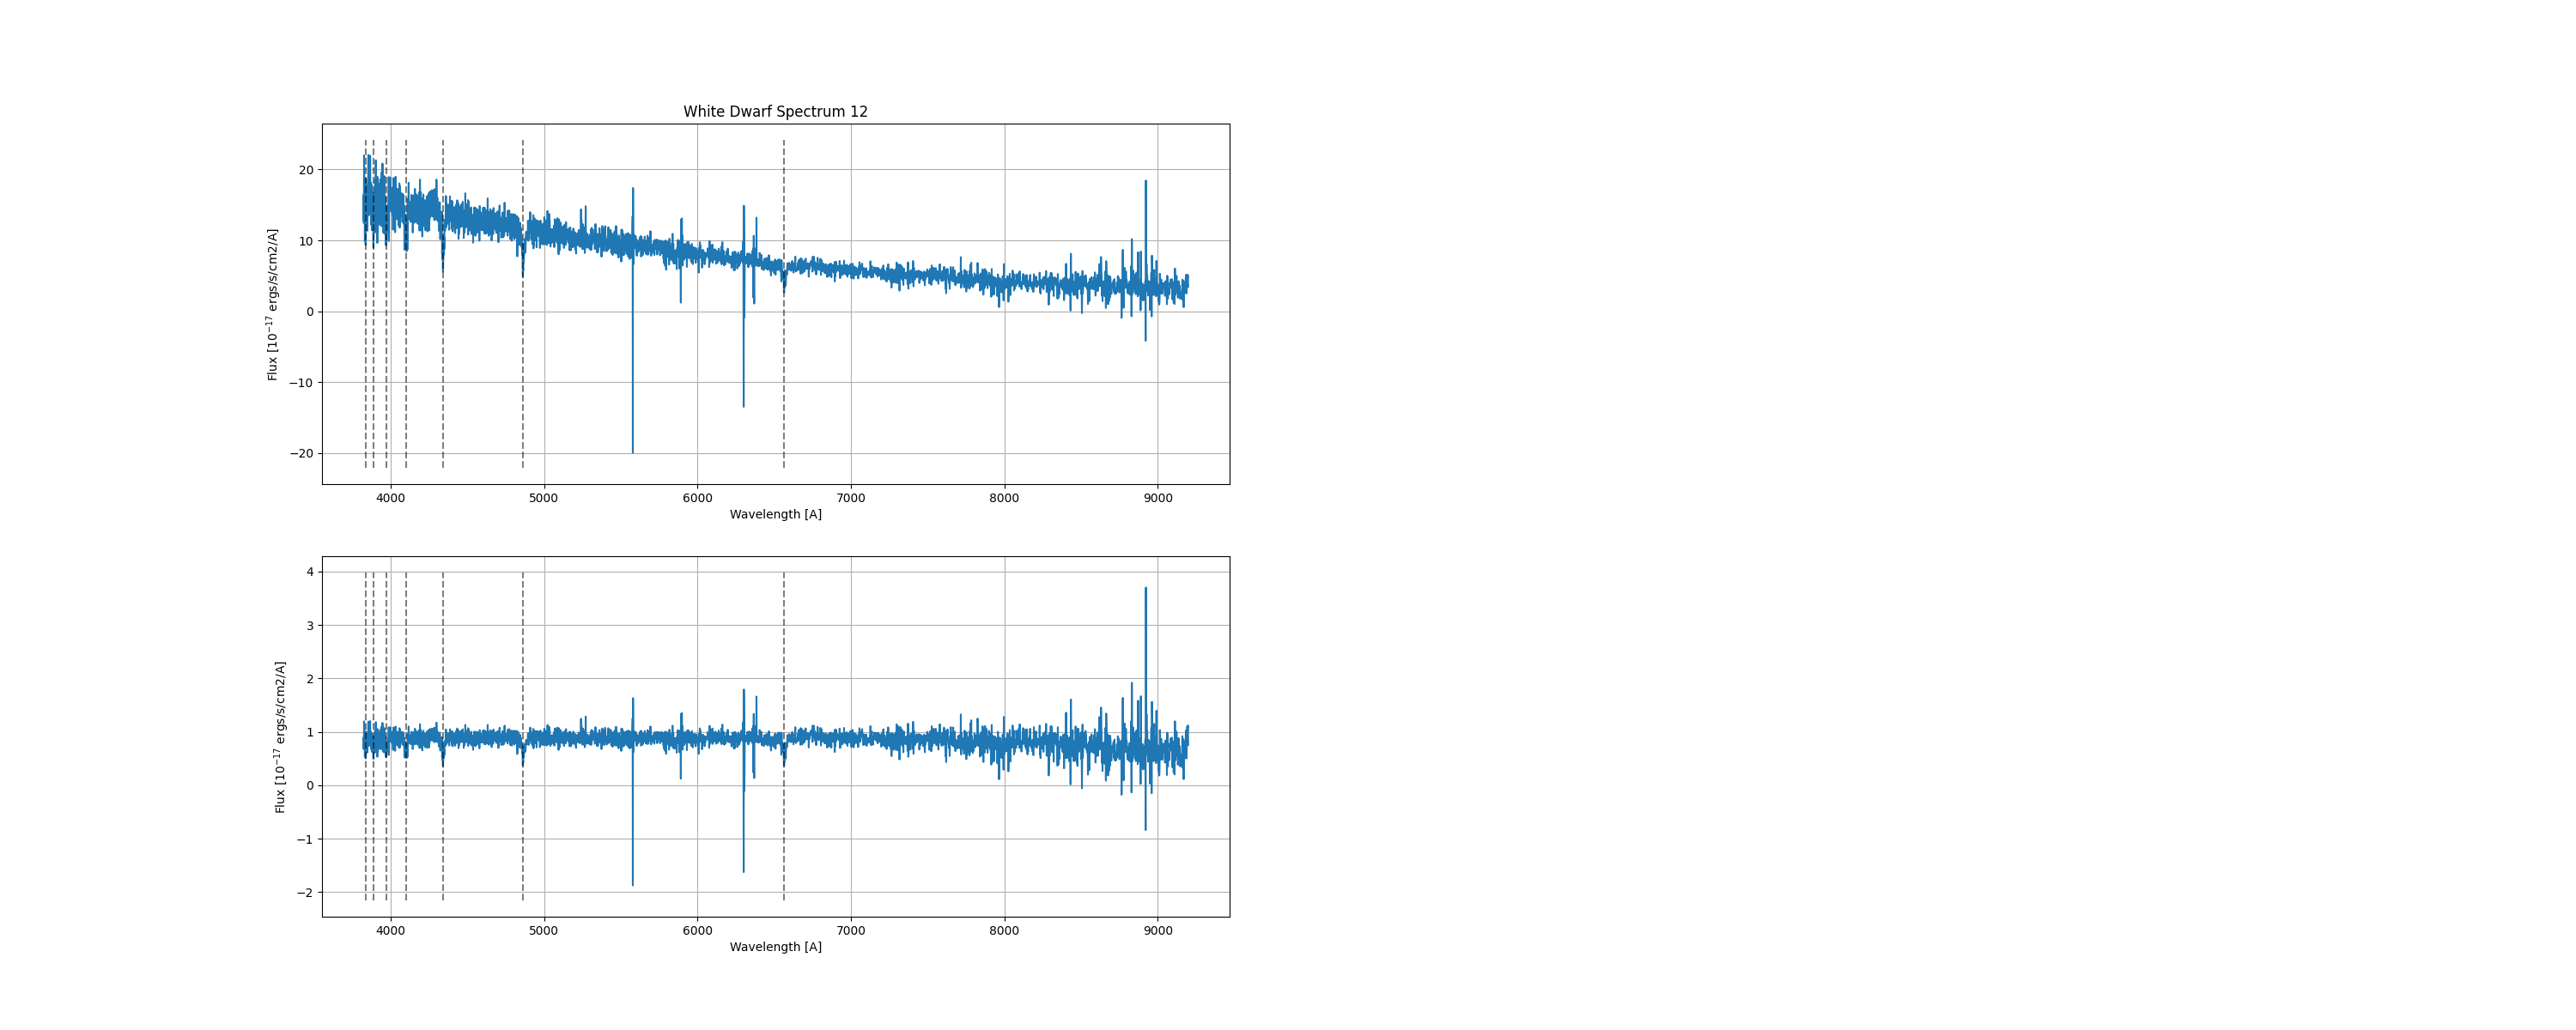 White Dwarf Spectrum 12
20
10
0
−10
−20
Flux [10⁻¹⁷ ergs/s/cm2/A]
4000 5000 6000 7000 8000 9000
Wavelength [A]
4
3
2
1
0
−1
−2
Flux [10⁻¹⁷ ergs/s/cm2/A]
4000 5000 6000 7000 8000 9000
Wavelength [A]